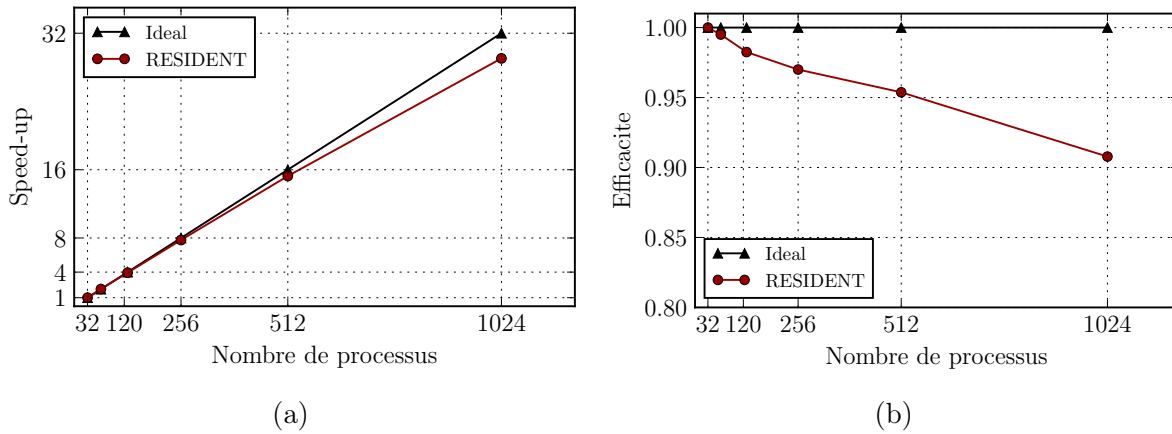 Ideal
RESIDENT
32
16
8
4
1
Speed-up
32 120 256 512 1024
Nombre de processus
(a)
1.00
0.95
0.90
0.85
0.80
Efficacite
Ideal
RESIDENT
32 120 256 512 1024
Nombre de processus
(b)